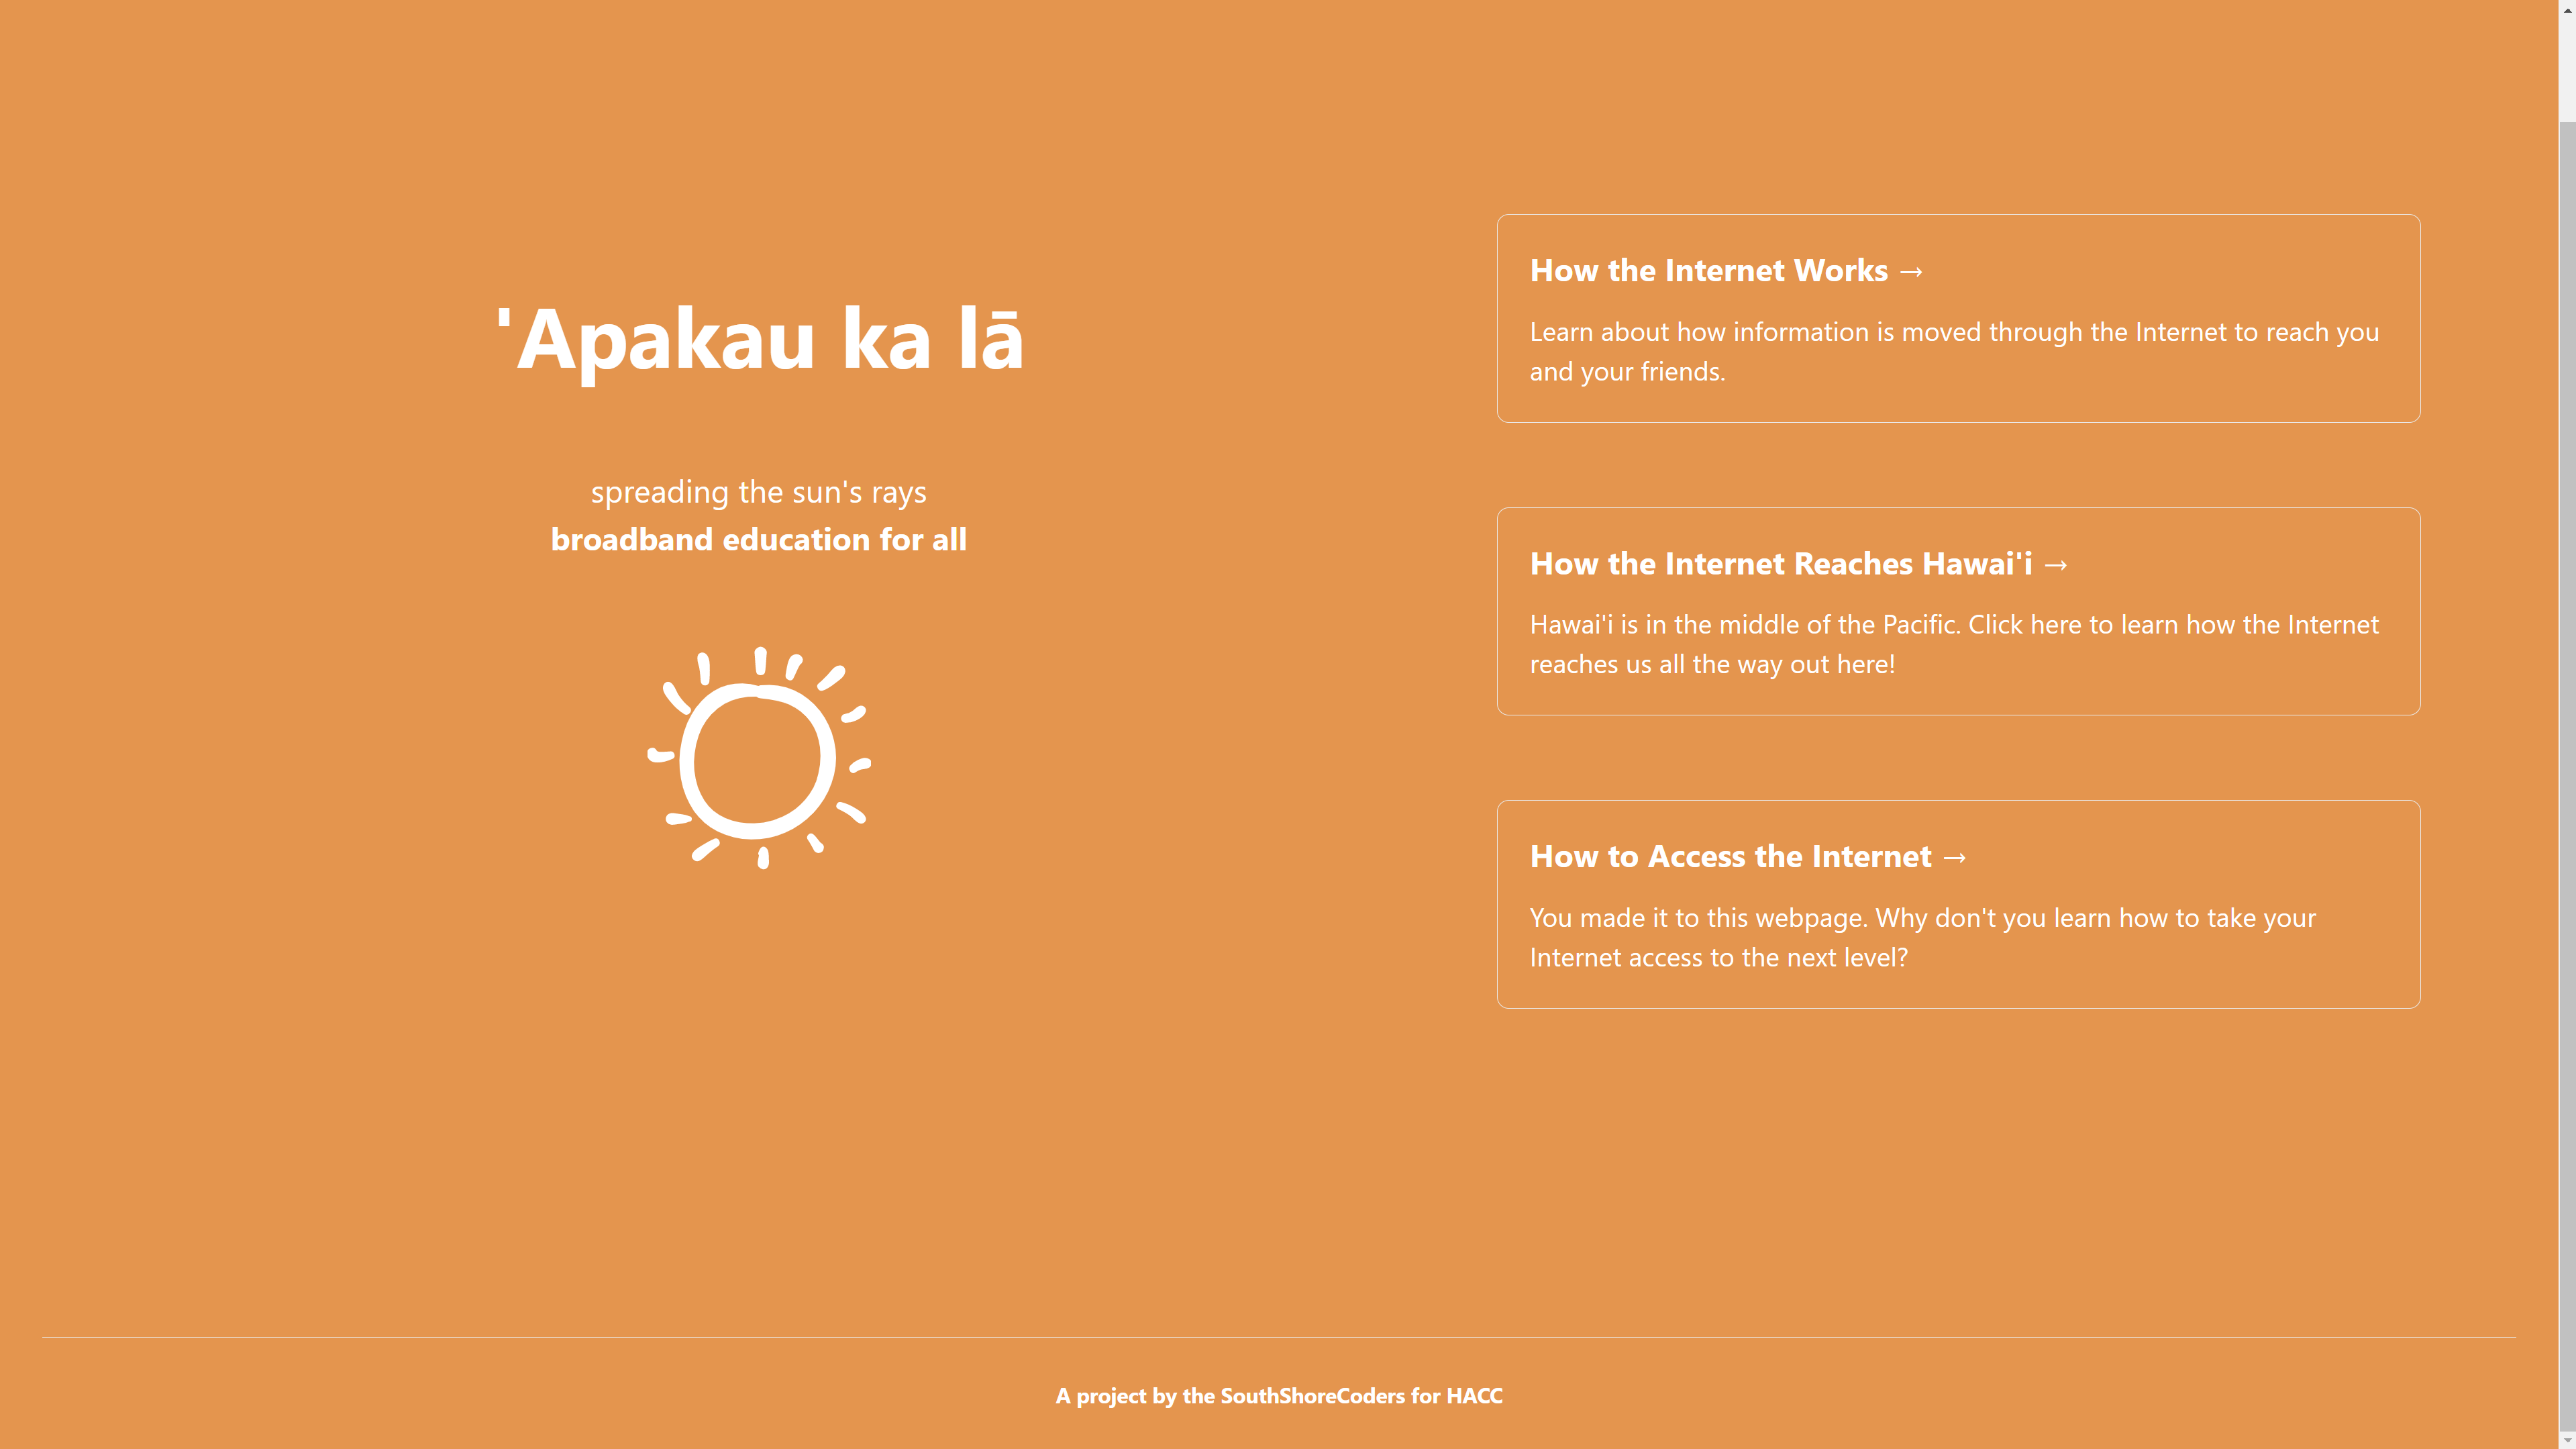 'Apakau ka lā
spreading the sun's rays
broadband education for all
How the Internet Works →
Learn about how information is moved through the Internet to reach you
and your friends.
How the Internet Reaches Hawai'i →
Hawai'i is in the middle of the Pacific. Click here to learn how the Internet
reaches us all the way out here!
How to Access the Internet →
You made it to this webpage. Why don't you learn how to take your
Internet access to the next level?
A project by the SouthShoreCoders for HACC